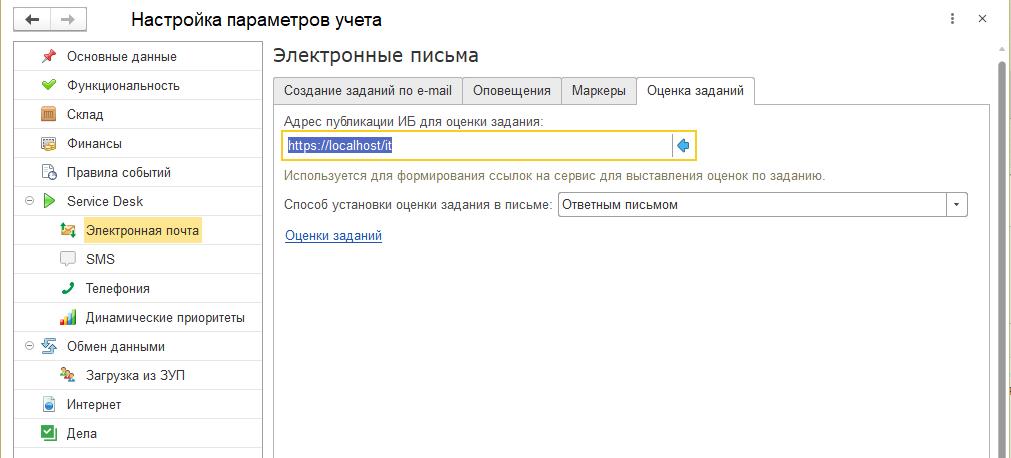 Настройка параметров учета
Основные данные
Функциональность
Склад
Финансы
Правила событий
Service Desk
Электронная почта
SMS
Телефония
Динамические приоритеты
Обмен данными
Загрузка из ЗУП
Интернет
Дела
Электронные письма
Создание заданий по e-mail
Оповещения
Маркеры
Оценка заданий
Адрес публикации ИБ для оценки задания:
https://localhost/it
Используется для формирования ссылок на сервис для выставления оценок по заданию.
Способ установки оценки задания в письме: Ответным письмом
Оценки заданий